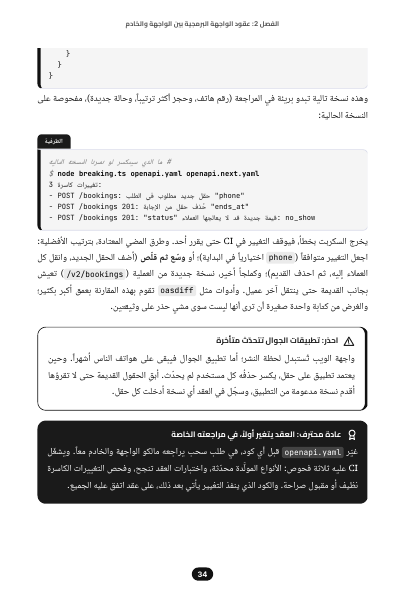 الفصل 2: عقود الواجهة البرمجية بين الواجهة والخادم
}
}
}
وهذه نسخة تالية تبدو بريئة في المراجعة (رقم هاتف، وحجز أكثر ترتيباً، وحالة جديدة)، مفحوصة على
النسخة الحالية:
الطرفية
# ما الذي سينكسر لو نشرنا النسخة التالية
$ node breaking.ts openapi.yaml openapi.next.yaml
3 تغييرات كاسرة:
- POST /bookings: حقل جديد مطلوب في الطلب "phone"
- POST /bookings 201: حُذف حقل من الإجابة "ends_at"
- POST /bookings 201: "status" قيمة جديدة قد لا يعالجها العملاء: no_show
يخرج السكربت بخطأ، فيوقف التغيير في CI حتى يقرر أحد. وطرق المضي المعتادة، بترتيب الأفضلية:
اجعل التغيير متوافقاً (phone اختيارياً في البداية)؛ أو وسّع ثم قلّص (أضف الحقل الجديد، وانقل كل
العملاء إليه، ثم احذف القديم)؛ وكملجأ أخير، نسخة جديدة من العملية (/v2/bookings) تعيش
بجانب القديمة حتى ينتقل آخر عميل. وأدوات مثل oasdiff تقوم بهذه المقارنة بعمق أكبر بكثير؛
والغرض من كتابة واحدة صغيرة أن ترى أنها ليست سوى مشي حذر على وثيقتين.
احذر: تطبيقات الجوال تتحدّث متأخرة
واجهة الويب تُستبدل لحظة النشر؛ أما تطبيق الجوال فيبقى على هواتف الناس أشهراً. وحين
يعتمد تطبيق على حقل، يكسر حذفُه كل مستخدم لم يحدّث. أبقِ الحقول القديمة حتى لا تقرؤها
أقدم نسخة مدعومة من التطبيق، وسجّل في العقد أي نسخة أدخلت كل حقل.
عادة محترف: العقد يتغير أولاً، في مراجعته الخاصة
غيّر openapi.yaml قبل أي كود، في طلب سحب يراجعه مالكو الواجهة والخادم معاً. ويشغّل
CI عليه ثلاثة فحوص: الأنواع المولّدة محدّثة، واختبارات العقد تنجح، وفحص التغييرات الكاسرة
نظيف أو مقبول صراحة. والكود الذي ينفذ التغيير يأتي بعد ذلك، على عقد اتفق عليه الجميع.
34